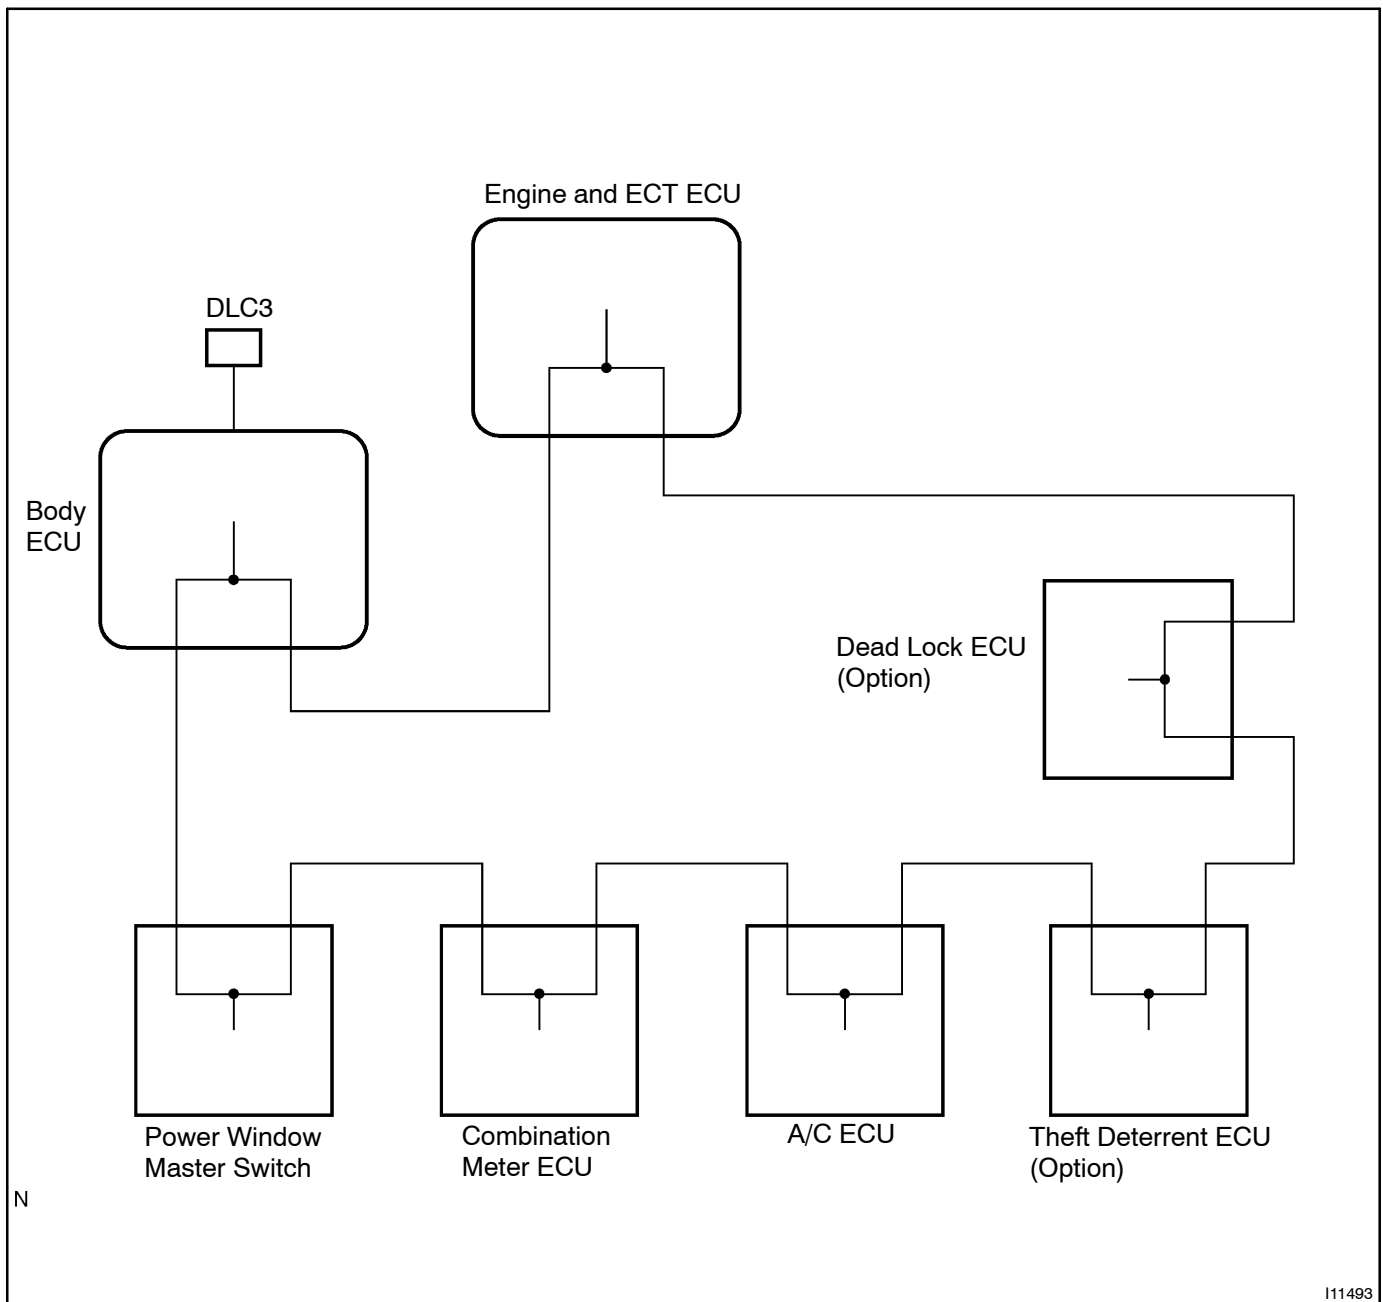 Engine and ECT ECU
DLC3
Body
ECU
Dead Lock ECU
(Option)
Power Window
Master Switch
Combination
Meter ECU
A/C ECU
Theft Deterrent ECU
(Option)
N
I11493